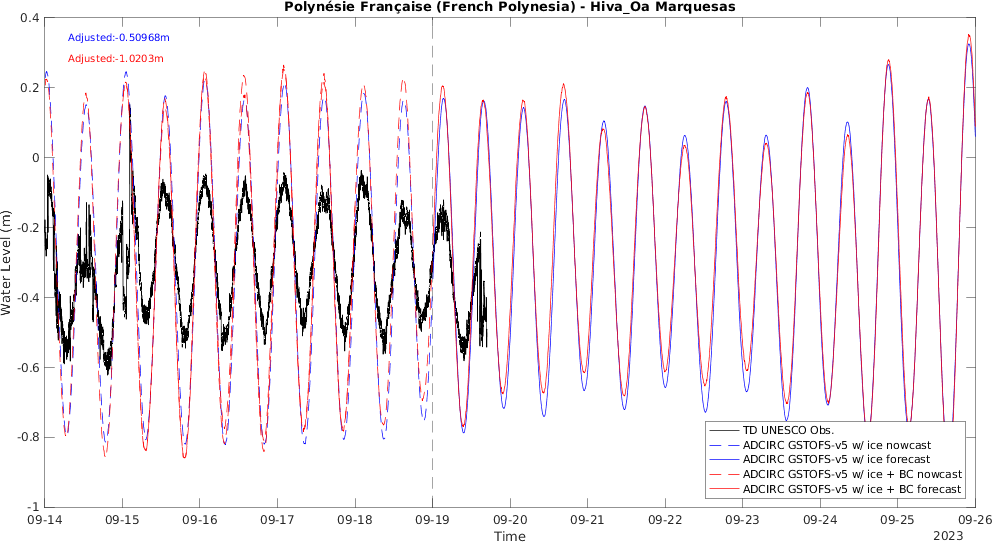 Polynésie Française (French Polynesia) - Hiva_Oa Marquesas
Adjusted:-0.50968m
Adjusted:-1.0203m
0.4
0.2
0
-0.2
-0.4
-0.6
-0.8
-1
Water Level (m)
TD UNESCO Obs.
ADCIRC GSTOFS-v5 w/ ice nowcast
ADCIRC GSTOFS-v5 w/ ice forecast
ADCIRC GSTOFS-v5 w/ ice + BC nowcast
ADCIRC GSTOFS-v5 w/ ice + BC forecast
09-14 09-15 09-16 09-17 09-18 09-19 09-20 09-21 09-22 09-23 09-24 09-25 09-26
Time
2023